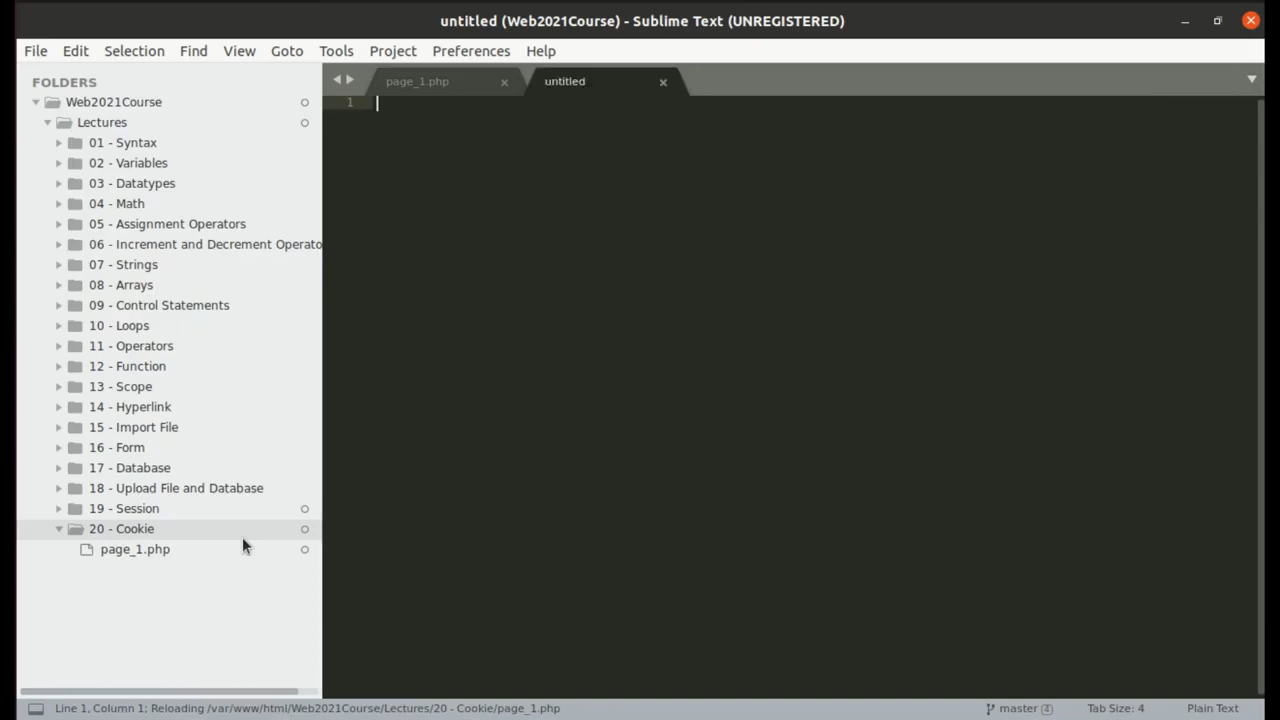 untitled (Web2021Course) - Sublime Text (UNREGISTERED)
File Edit Selection Find View Goto Tools Project Preferences Help
FOLDERS
Web2021Course
Lectures
01 - Syntax
02 - Variables
03 - Datatypes
04 - Math
05 - Assignment Operators
06 - Increment and Decrement Operato
07 - Strings
08 - Arrays
09 - Control Statements
10 - Loops
11 - Operators
12 - Function
13 - Scope
14 - Hyperlink
15 - Import File
16 - Form
17 - Database
18 - Upload File and Database
19 - Session
20 - Cookie
page_1.php
page_1.php untitled
1
Line 1, Column 1; Reloading /var/www/html/Web2021Course/Lectures/20 - Cookie/page_1.php master 4 Tab Size: 4 Plain Text